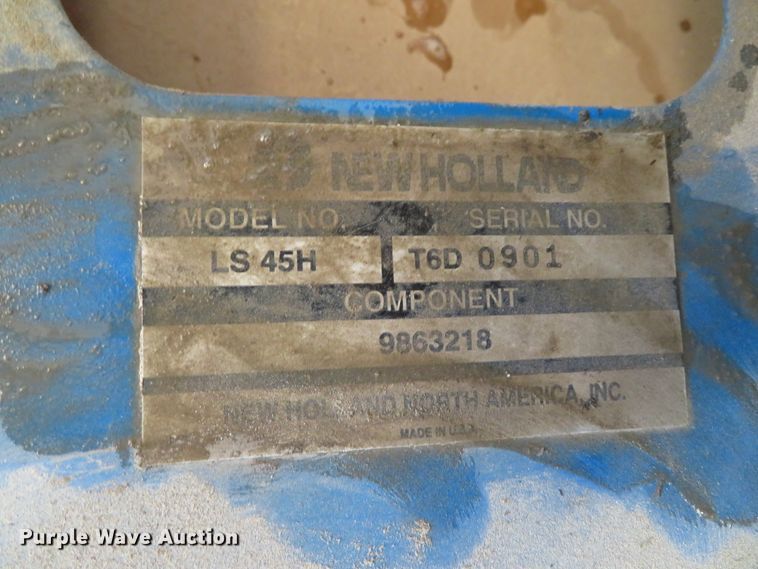 NEW HOLLAND
MODEL NO. SERIAL NO.
LS 45H T6D 0901
COMPONENT
9863218
NEW HOLLAND NORTH AMERICA, INC.
MADE IN U.S.A.
Purple Wave Auction